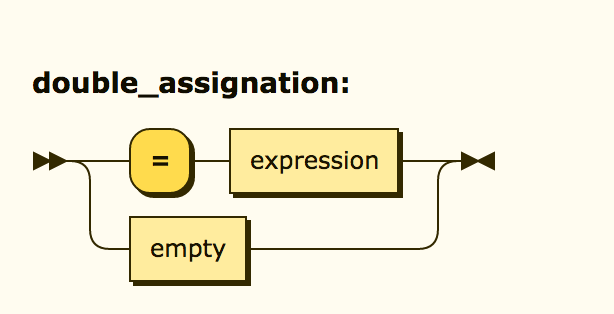 double_assignation:
= expression
empty